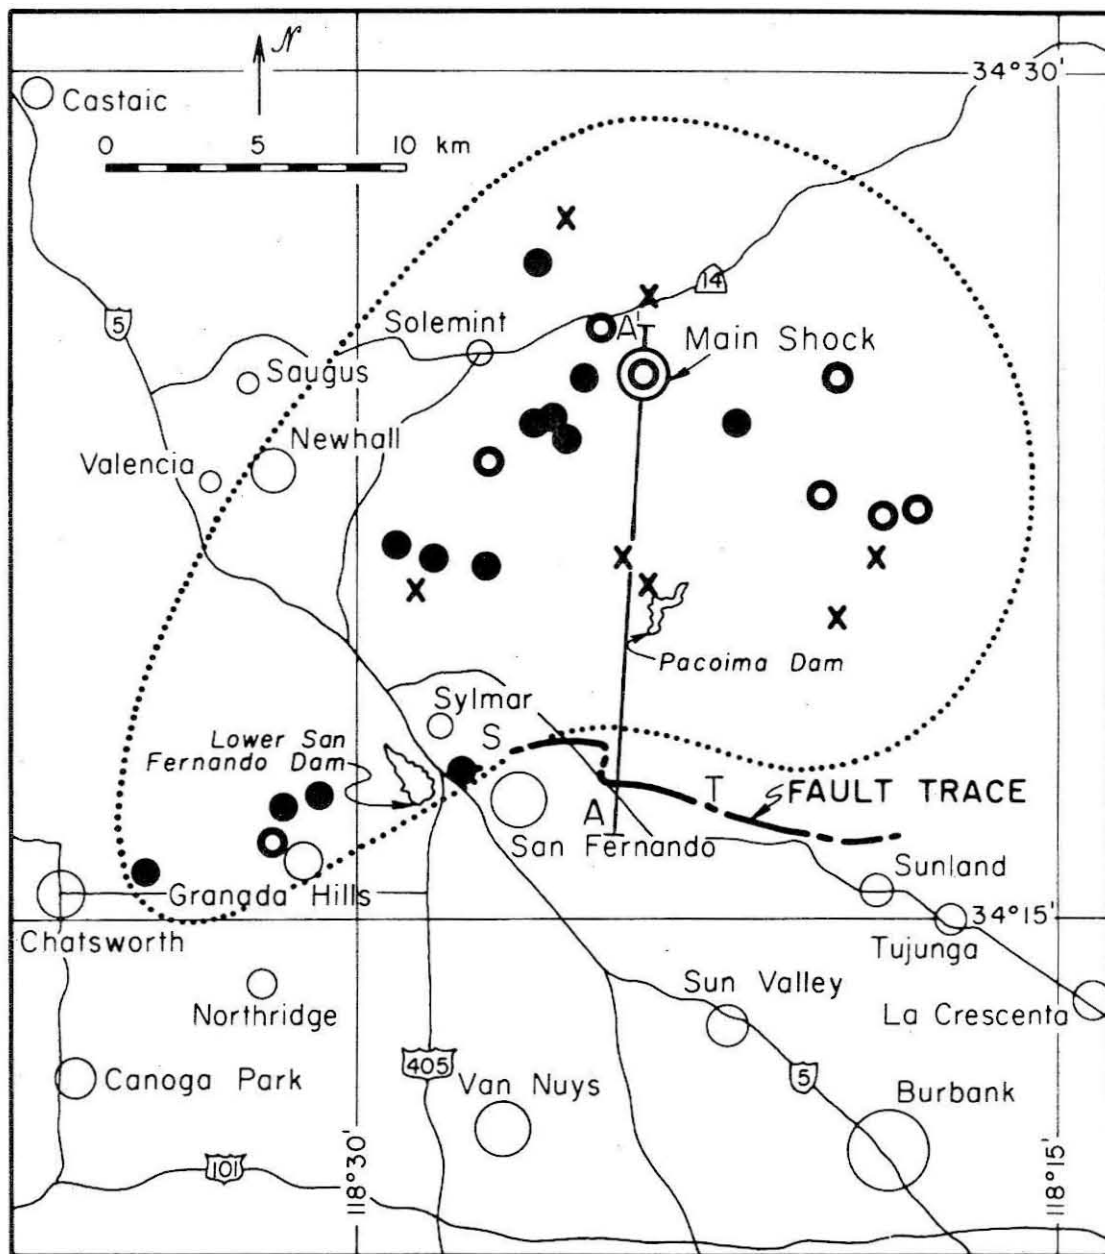 N
34°30'
Castaic
0 5 10 km
14
5
Solemint
A'
Main Shock
Saugus
Newhall
Valencia
Pacoima Dam
Sylmar
Lower San
Fernando Dam
S
T
FAULT TRACE
A
San Fernando
Sunland
Granada Hills
34°15'
Chatsworth
Tujunga
Sun Valley
Northridge
La Crescenta
405
5
Canoga Park
Van Nuys
Burbank
101
118°30'
118°15'